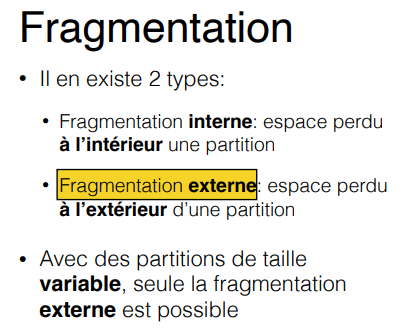 Fragmentation
• Il en existe 2 types:
• Fragmentation interne: espace perdu
à l'intérieur une partition
• Fragmentation externe: espace perdu
à l'extérieur d'une partition
• Avec des partitions de taille
variable, seule la fragmentation
externe est possible